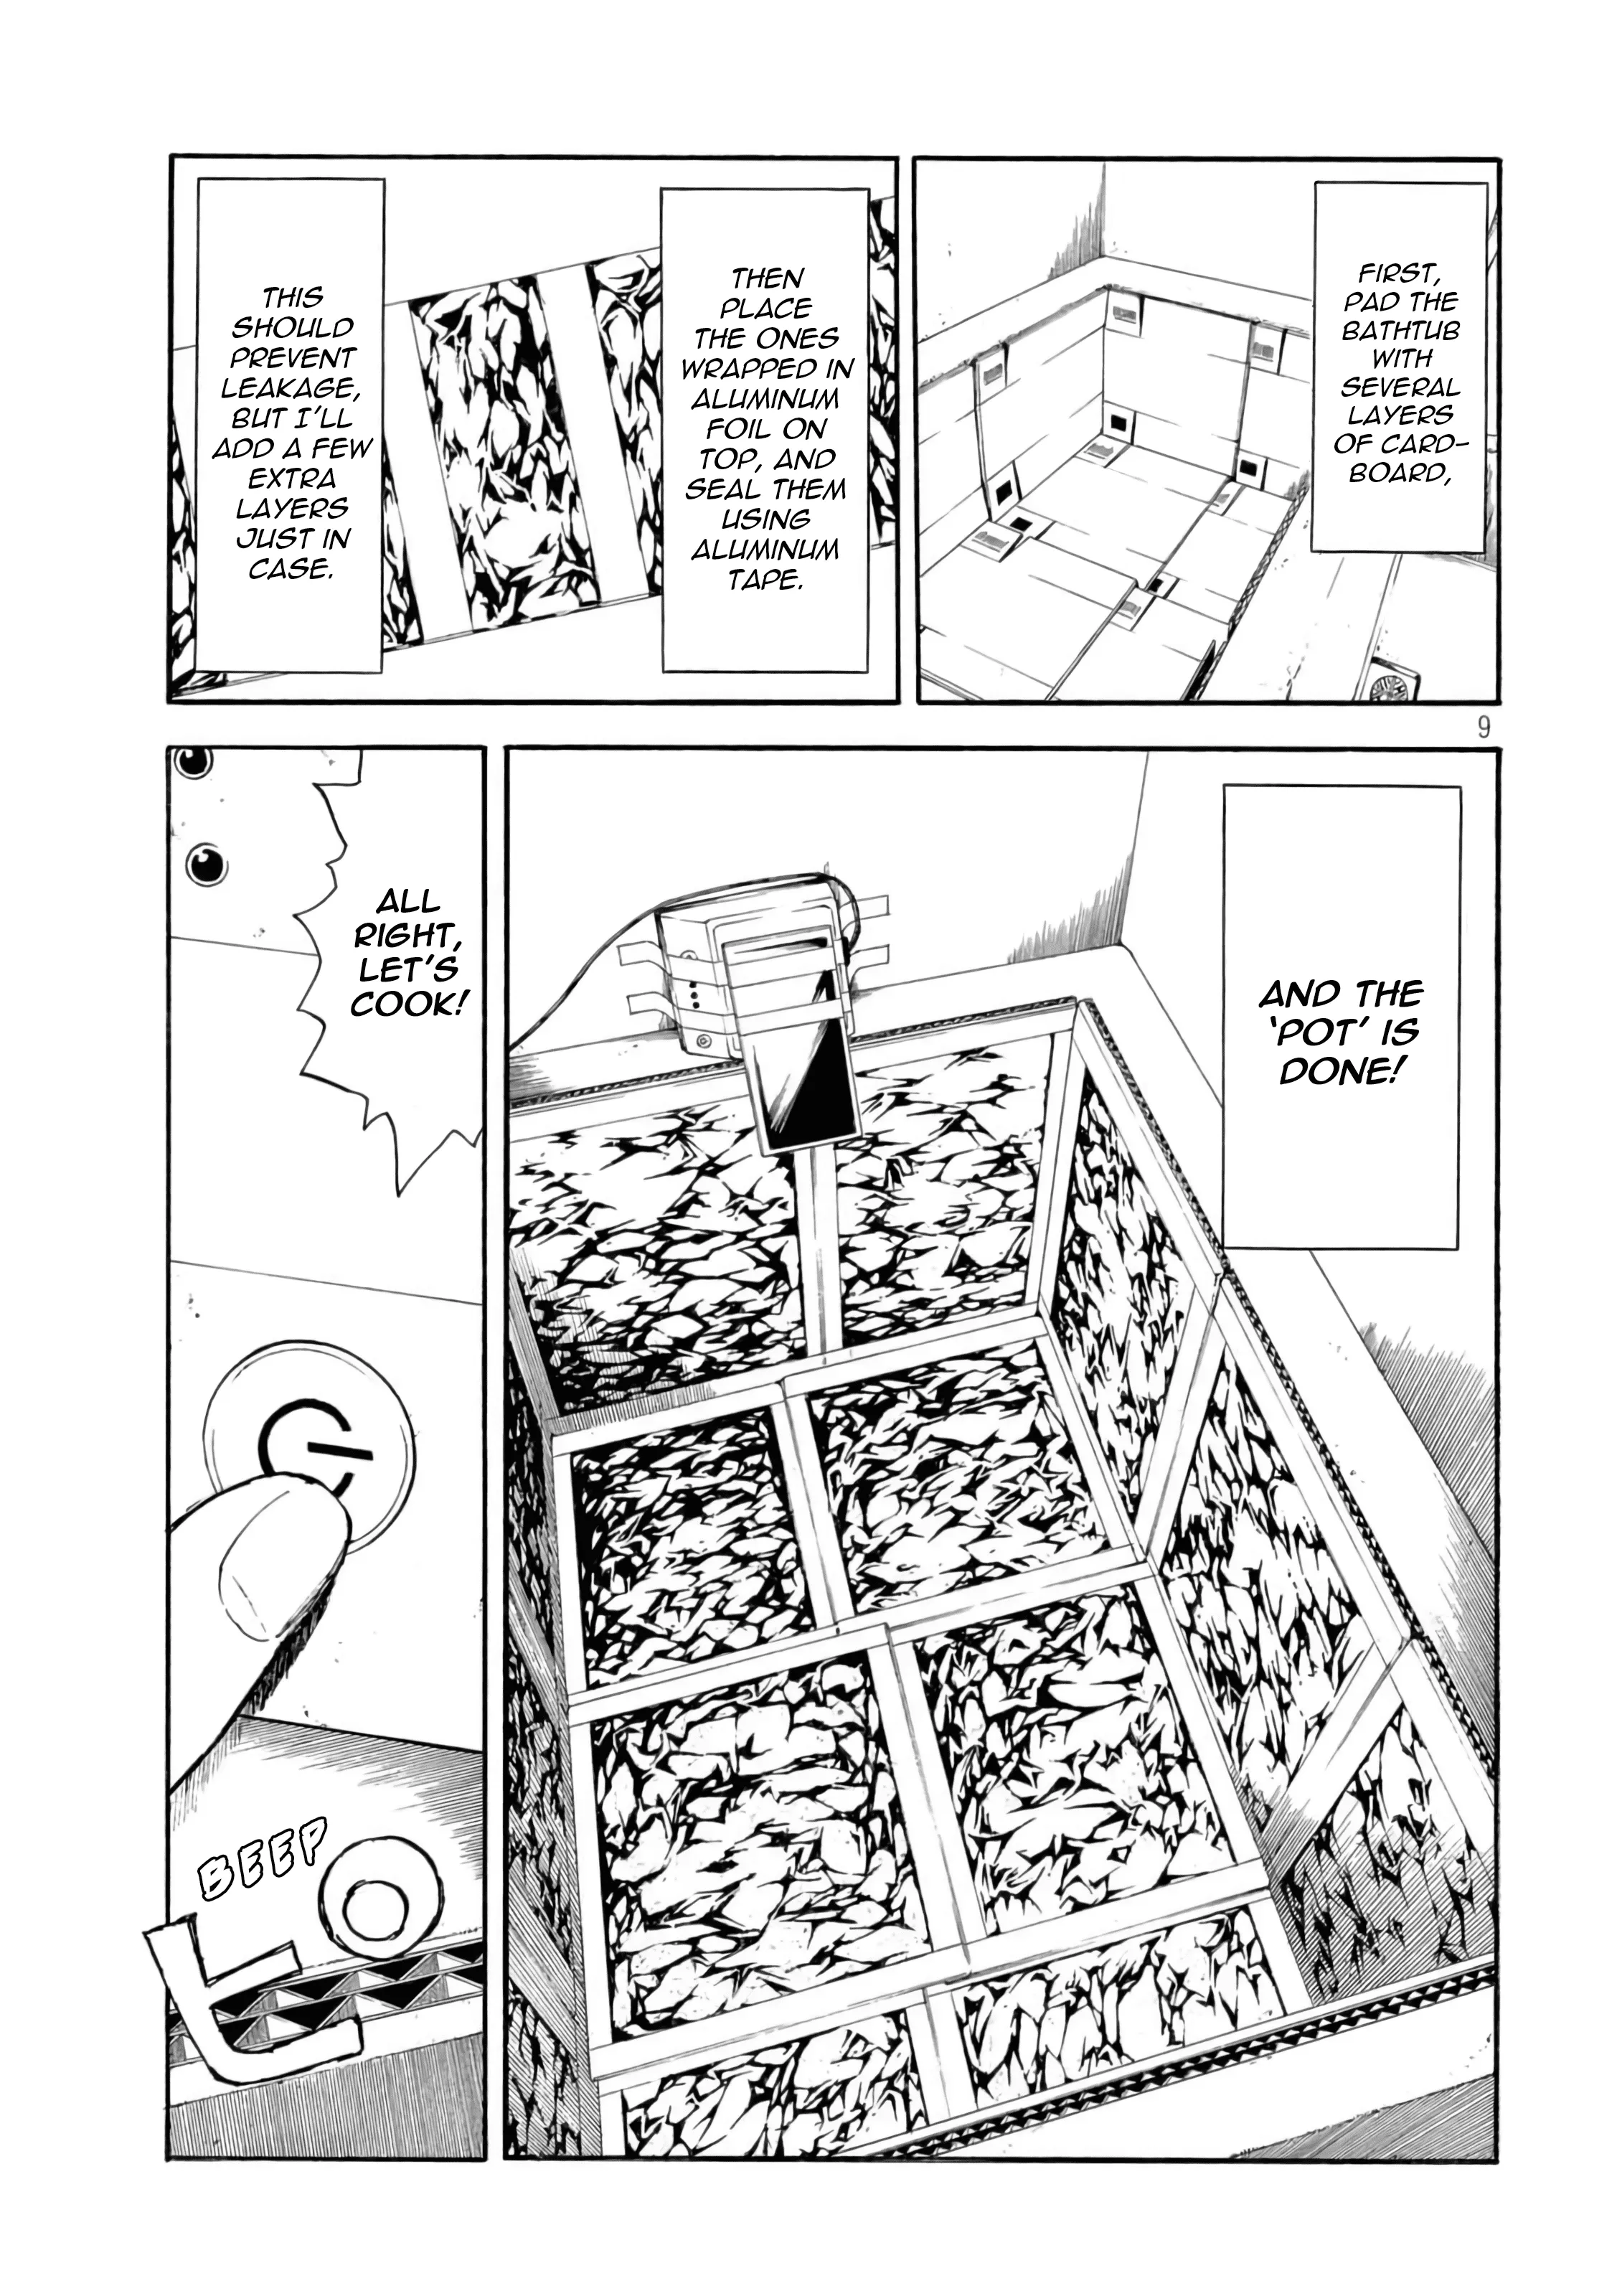 FIRST,
PAD THE
BATHTUB
WITH
SEVERAL
LAYERS
OF CARD-
BOARD,
THEN
PLACE
THE ONES
WRAPPED IN
ALUMINUM
FOIL ON
TOP, AND
SEAL THEM
USING
ALUMINUM
TAPE.
THIS
SHOULD
PREVENT
LEAKAGE,
BUT I'LL
ADD A FEW
EXTRA
LAYERS
JUST IN
CASE.
9
AND THE
'POT' IS
DONE!
ALL
RIGHT,
LET'S
COOK!
BEEP
ピ